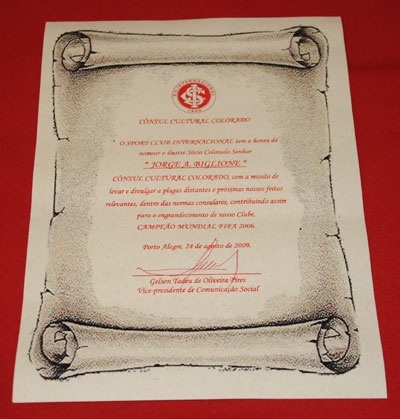 CÔNSUL CULTURAL COLORADO
O SPORT CLUB INTERNACIONAL tem a honra de
nomear o ilustre Sócio Colorado Senhor
" JORGE A. BIGLIONE "
CÔNSUL CULTURAL COLORADO, com a missão de
levar e divulgar a plagas distantes e próximas nossos feitos
relevantes, dentro das normas consulares, contribuindo assim
para o engrandecimento de nosso Clube,
CAMPEÃO MUNDIAL FIFA 2006.
Porto Alegre, 24 de agosto de 2009.
Gelson Tadeu de Oliveira Pires
Vice-presidente de Comunicação Social